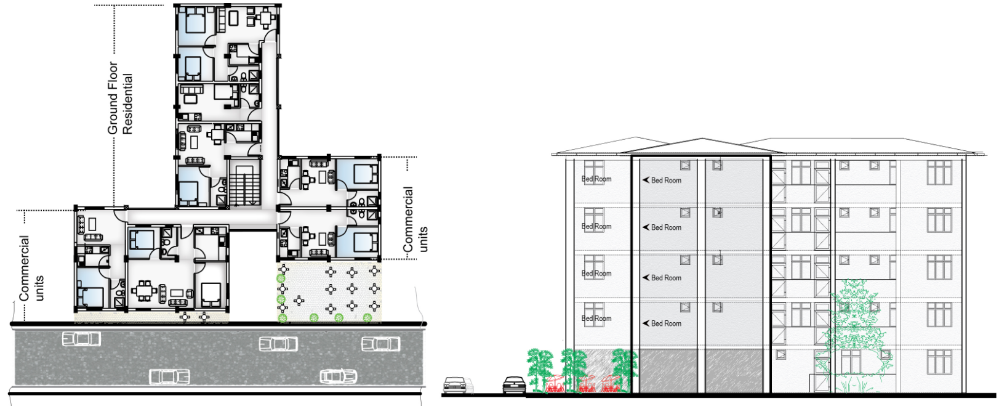 Ground Floor
Residential
Commercial
units
Commercial
units
Bed Room
Bed Room
Bed Room
Bed Room
Bed Room
Bed Room
Bed Room
Bed Room